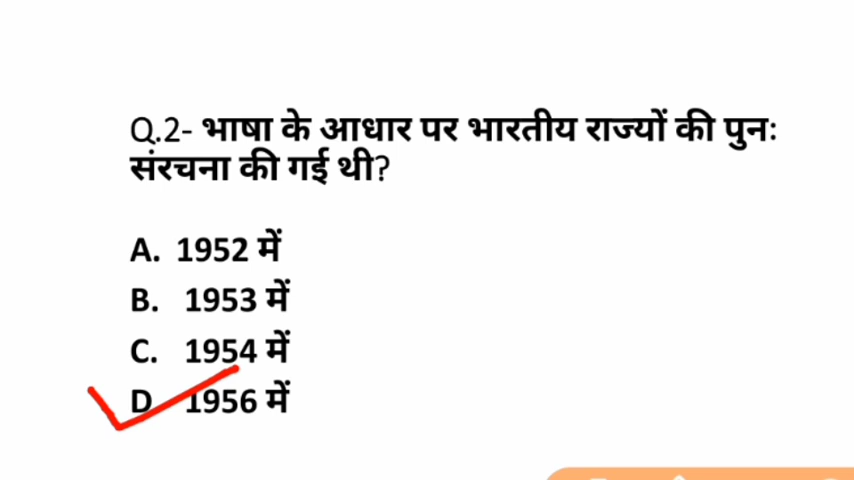 Q.2- भाषा के आधार पर भारतीय राज्यों की पुनः
संरचना की गई थी?
A. 1952 में
B. 1953 में
C. 1954 में
D 1956 में